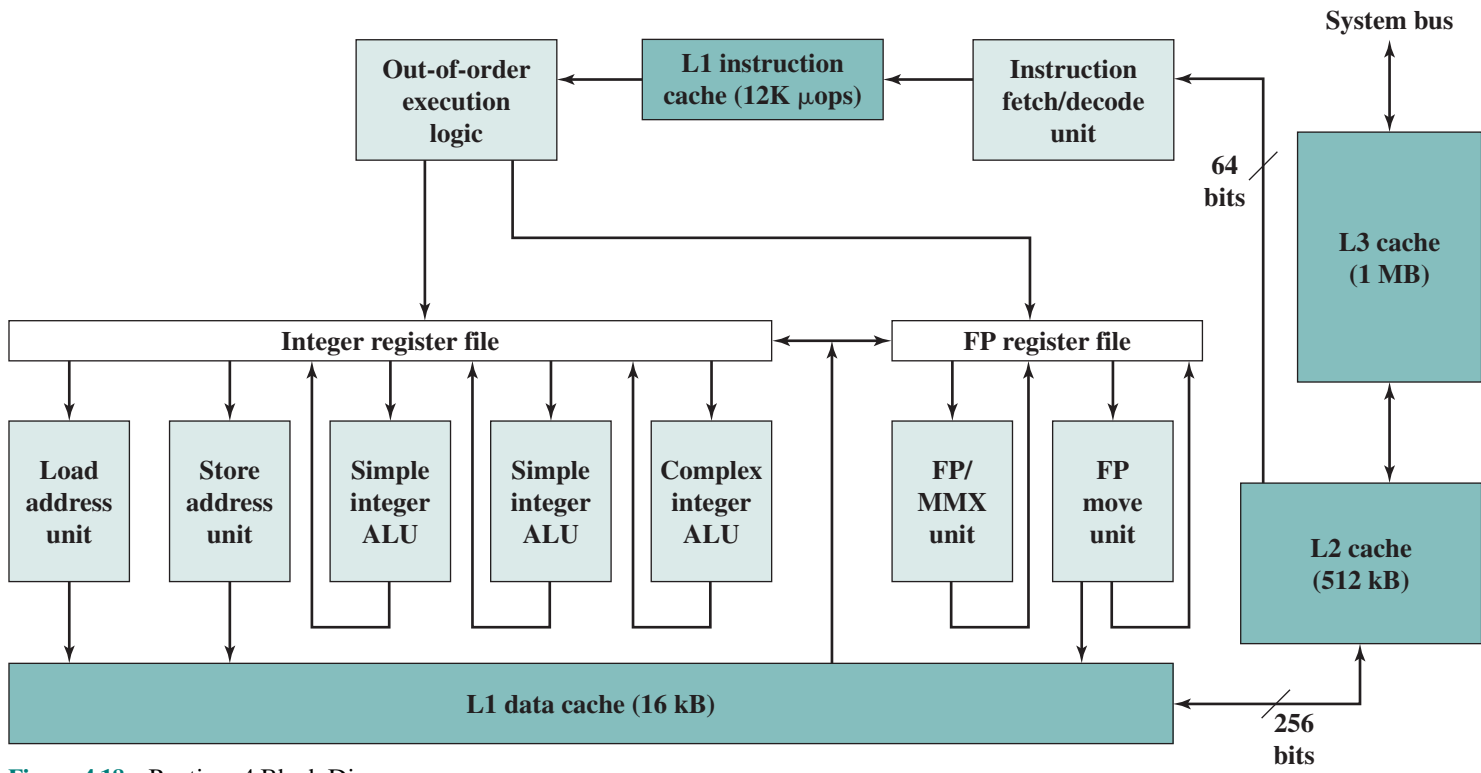 System bus
Out-of-order
execution
logic
L1 instruction
cache (12K μops)
Instruction
fetch/decode
unit
64
bits
L3 cache
(1 MB)
Integer register file
FP register file
Load
address
unit
Store
address
unit
Simple
integer
ALU
Simple
integer
ALU
Complex
integer
ALU
FP/
MMX
unit
FP
move
unit
L2 cache
(512 kB)
L1 data cache (16 kB)
256
bits